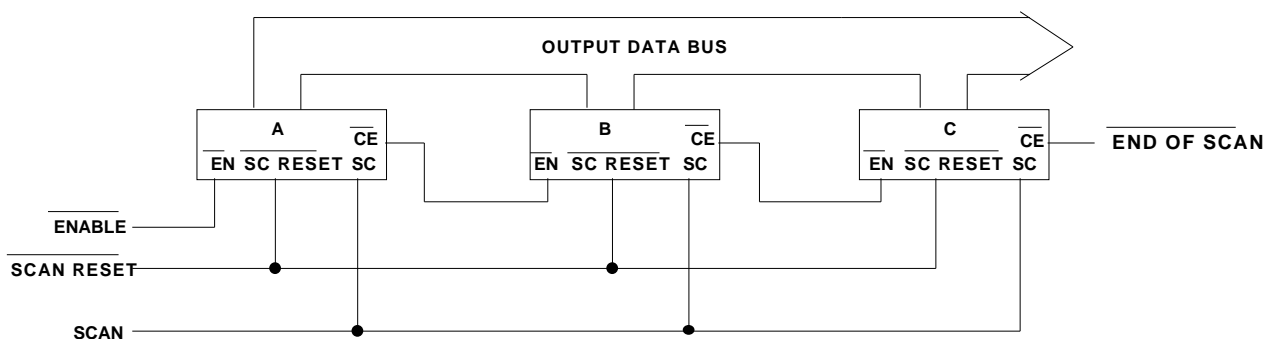 OUTPUT DATA BUS
A
B
C
CE
CE
CE
EN SC RESET SC
EN SC RESET SC
EN SC RESET SC
END OF SCAN
ENABLE
SCAN RESET
SCAN